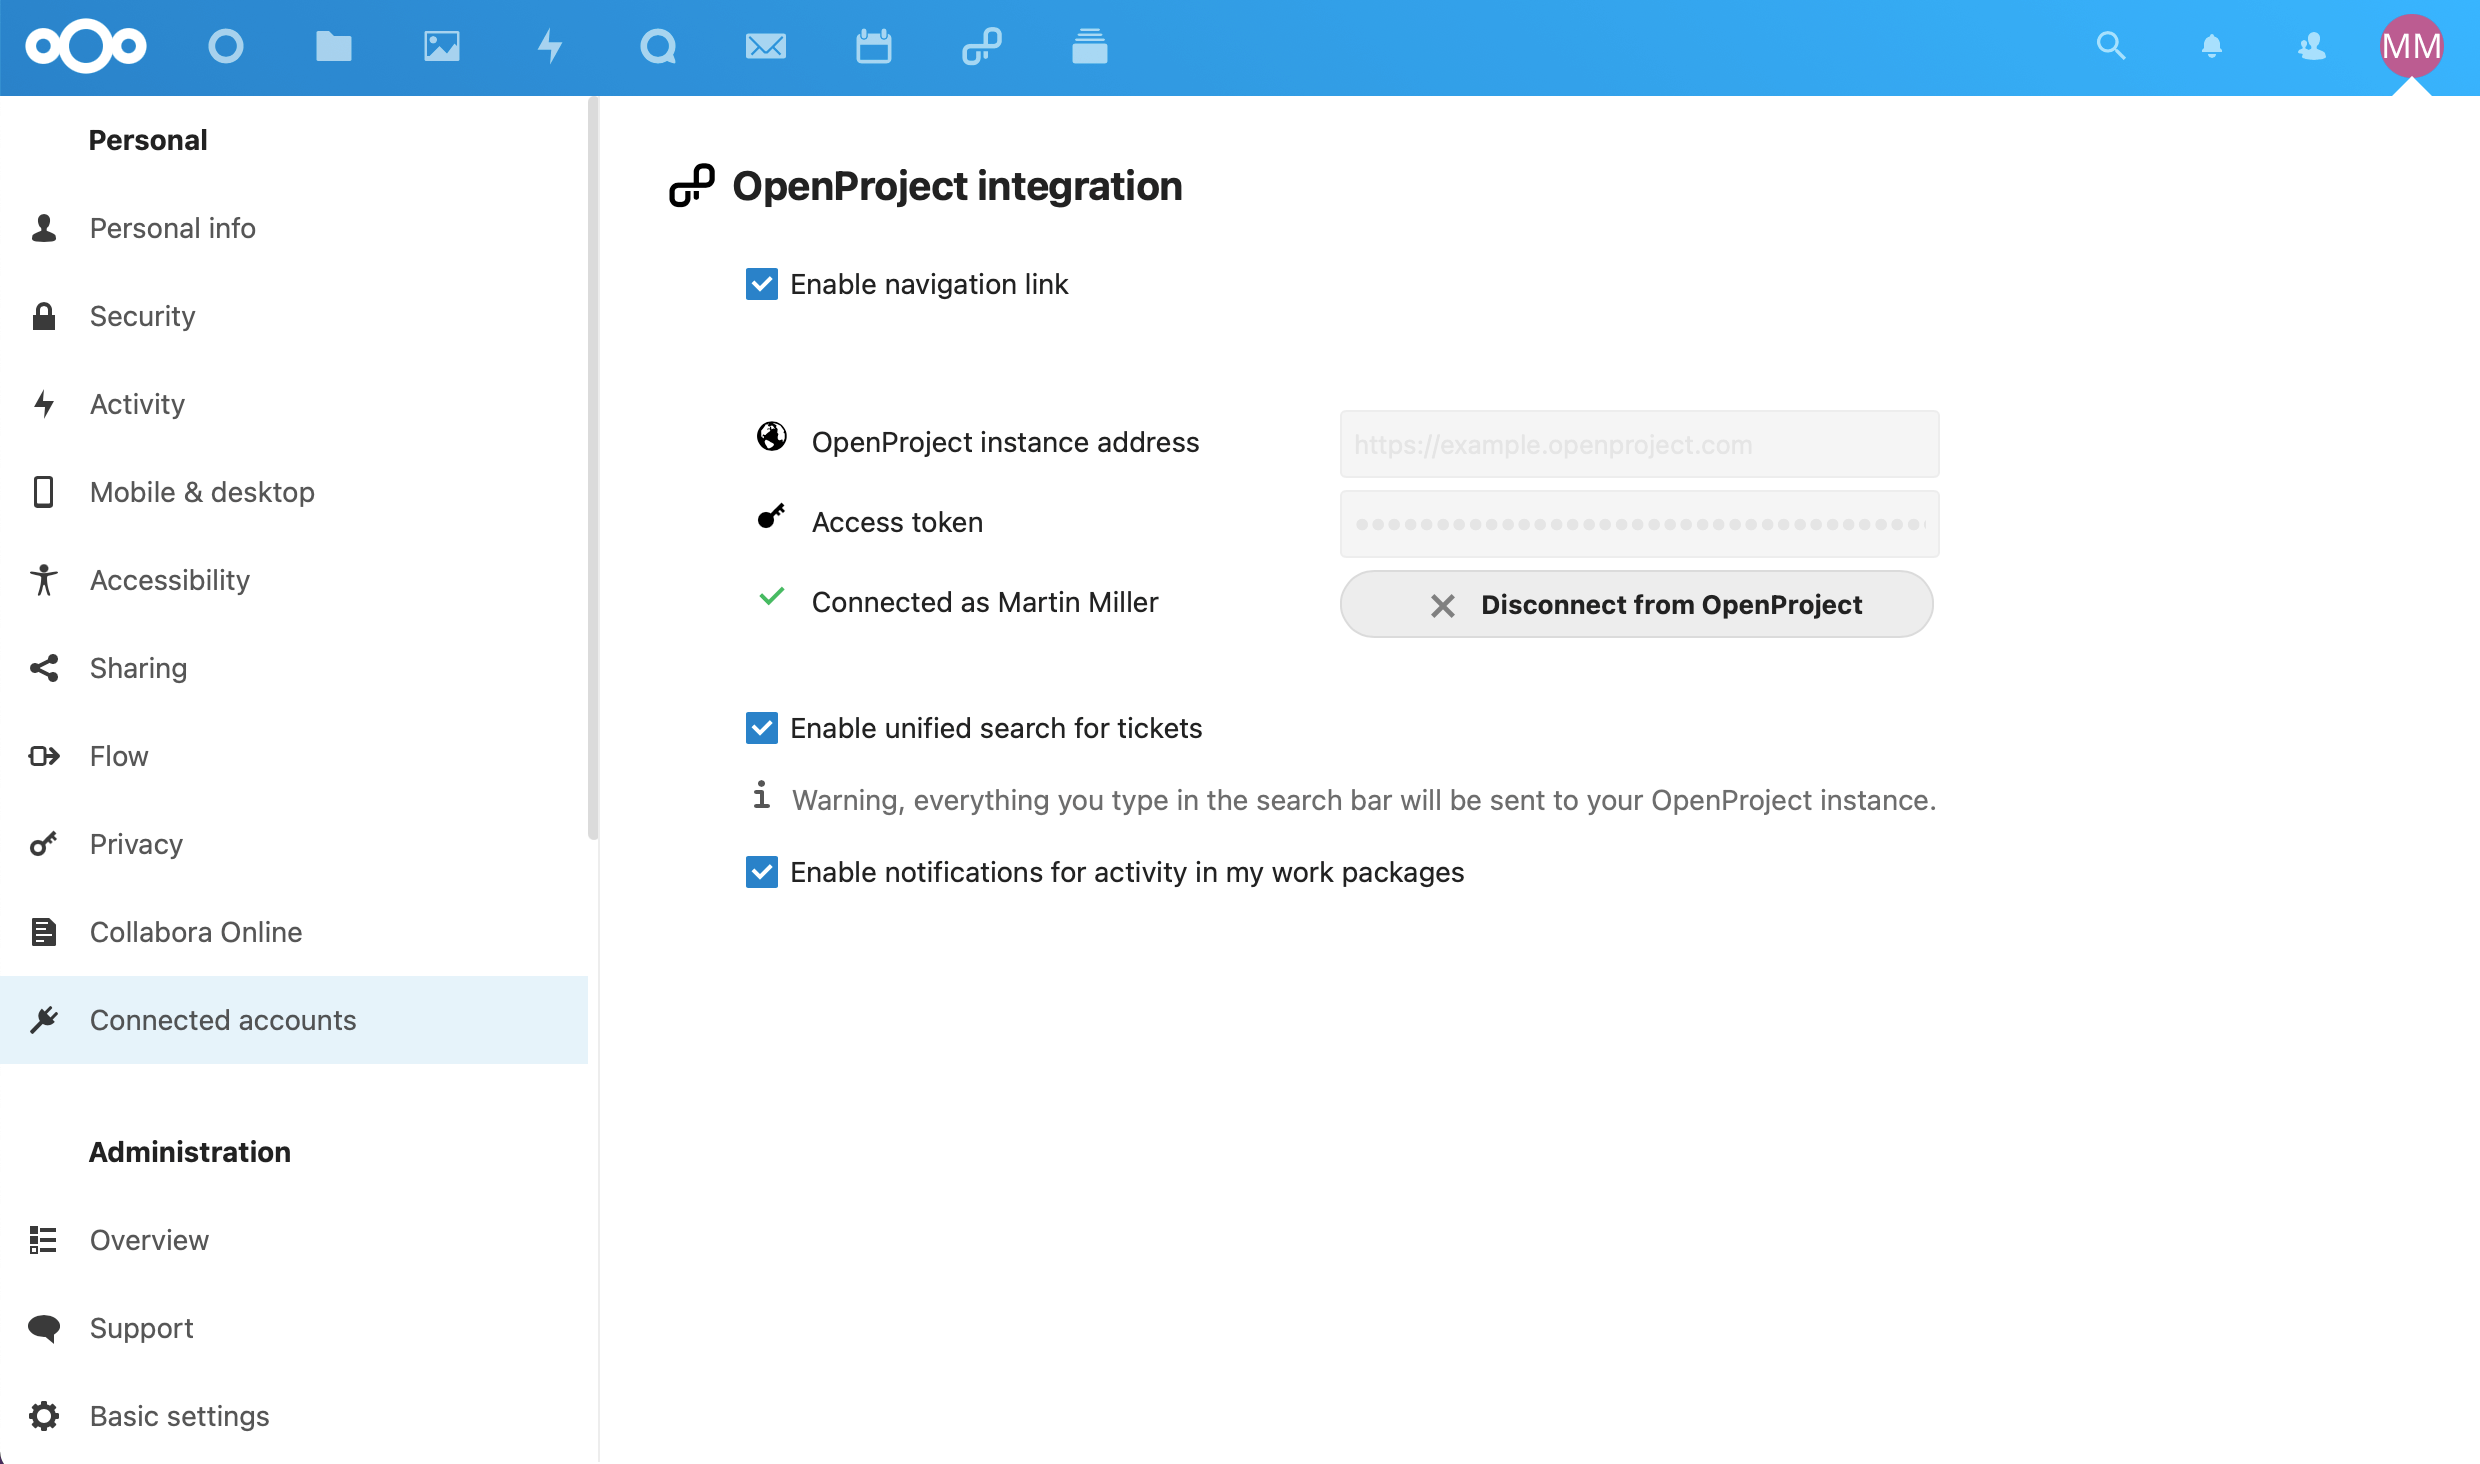 MM
Personal
Personal info
Security
Activity
Mobile & desktop
Accessibility
Sharing
Flow
Privacy
Collabora Online
Connected accounts
Administration
Overview
Support
Basic settings
OpenProject integration
Enable navigation link
OpenProject instance address
https://example.openproject.com
Access token
Connected as Martin Miller
Disconnect from OpenProject
Enable unified search for tickets
Warning, everything you type in the search bar will be sent to your OpenProject instance.
Enable notifications for activity in my work packages